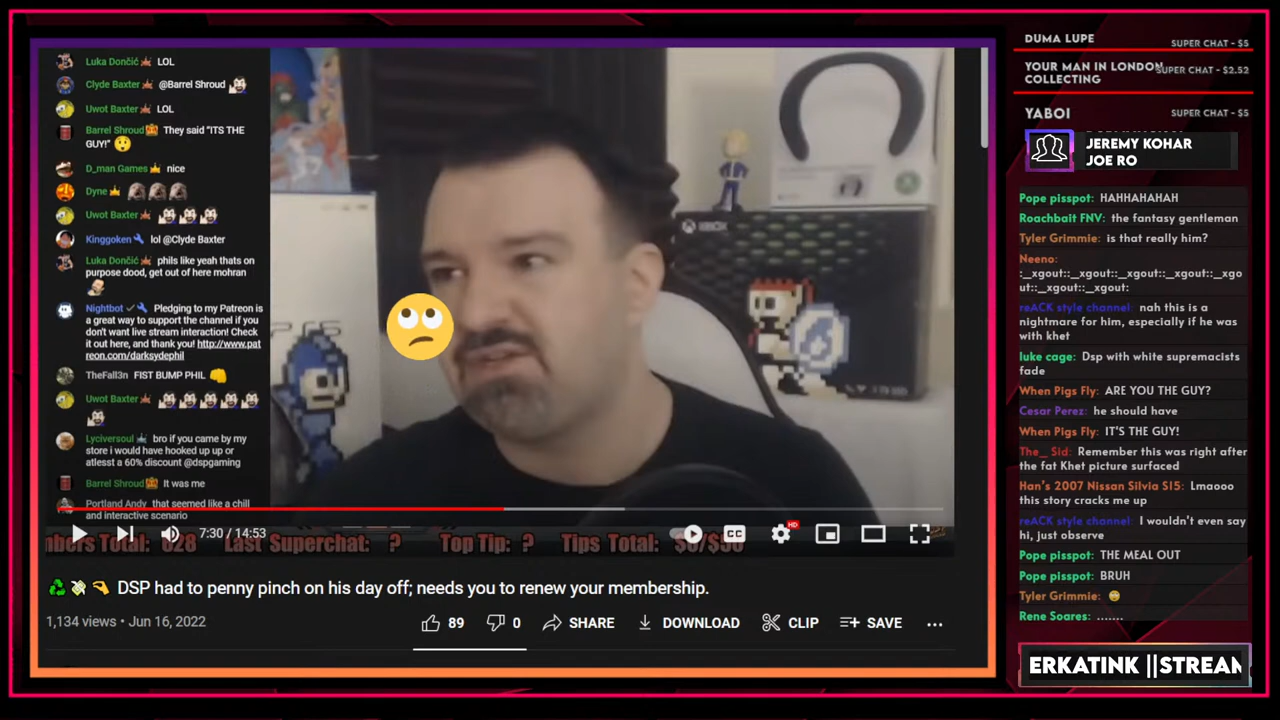 Luka Dončić LOL
Clyde Baxter @Barrel Shroud
Uwot Baxter LOL
Barrel Shroud They said "ITS THE
GUY!"
D_man Games nice
Dyne
Uwot Baxter
Kinggoken lol @Clyde Baxter
Luka Dončić phils like yeah thats on
purpose dood, get out of here mohran
Nightbot Pledging to my Patreon is
a great way to support the channel if you
don't want live stream interaction! Check
it out here, and thank you! http://www.pat
reon.com/darksydephil
TheFall3n FIST BUMP PHIL
Uwot Baxter
Lyciversoul bro if you came by my
store i would have hooked up up or
atlesst a 60% discount @dspgaming
Barrel Shroud It was me
Portland Andy that seemed like a chill
and interactive scenario
XBOX
7:30 / 14:53
CC
HD
mbers Total: 628 Last Superchat: ? Top Tip: ? Tips Total: $0/$50
DSP had to penny pinch on his day off; needs you to renew your membership.
1,134 views • Jun 16, 2022
89
0
SHARE
DOWNLOAD
CLIP
SAVE
DUMA LUPE SUPER CHAT - $5
YOUR MAN IN LONDON
COLLECTING SUPER CHAT - $2.52
YABOI SUPER CHAT - $5
JEREMY KOHAR
JOE RO
Pope pisspot: HAHHAHAHAH
Roachbait FNV: the fantasy gentleman
Tyler Grimmie: is that really him?
Neeno:
:_xgout::_xgout::_xgout::_xgout::_xgo
ut::_xgout::_xgout:
reACK style channel: nah this is a
nightmare for him, especially if he was
with khet
luke cage: Dsp with white supremacists
fade
When Pigs Fly: ARE YOU THE GUY?
Cesar Perez: he should have
When Pigs Fly: IT'S THE GUY!
The_ Sid: Remember this was right after
the fat Khet picture surfaced
Han's 2007 Nissan Silvia S15: Lmaooo
this story cracks me up
reACK style channel: I wouldn't even say
hi, just observe
Pope pisspot: THE MEAL OUT
Pope pisspot: BRUH
Tyler Grimmie:
Rene Soares: .......
ERKATINK ||STREAN